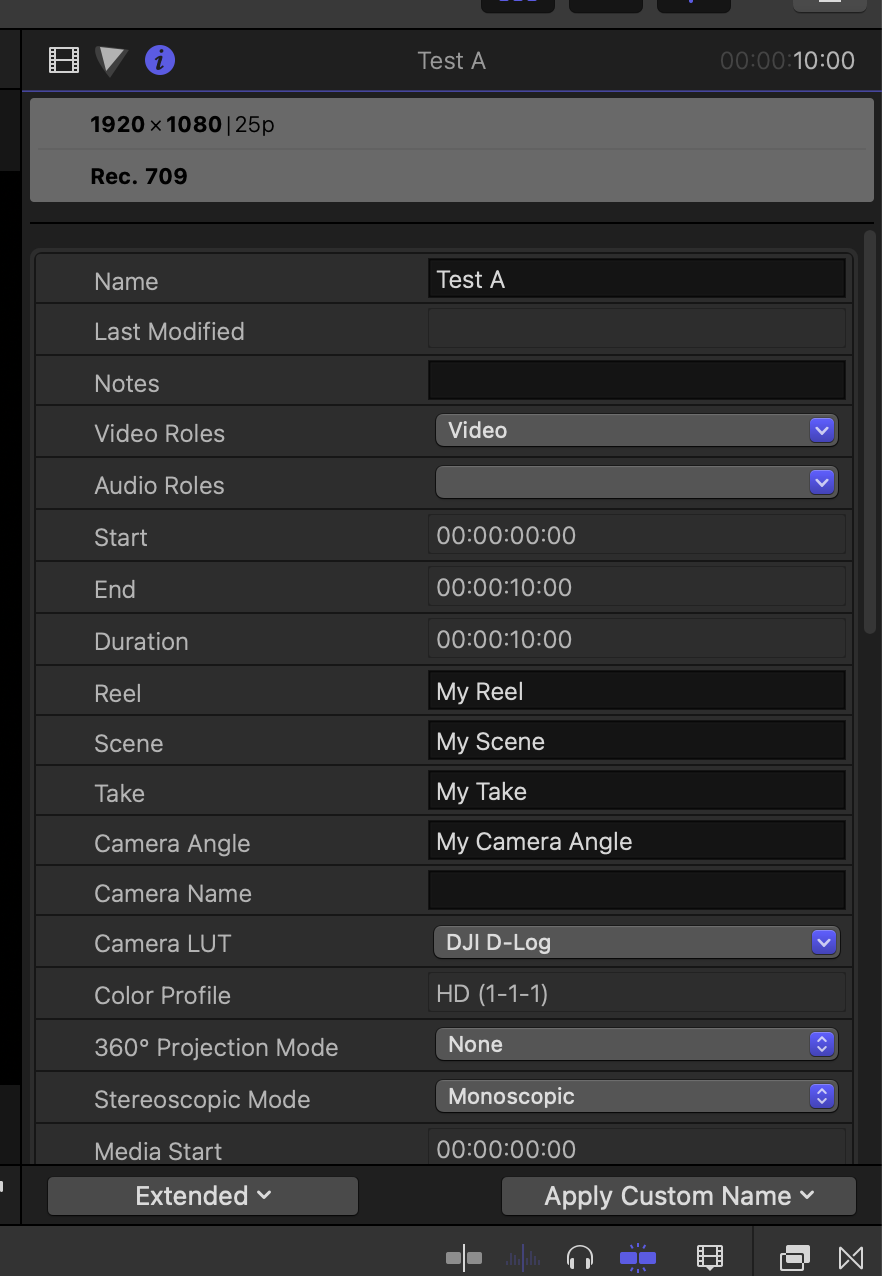 Test A 00:00:00:10:00
1920 × 1080 | 25p
Rec. 709
Name Test A
Last Modified
Notes
Video Roles Video
Audio Roles
Start 00:00:00:00
End 00:00:10:00
Duration 00:00:10:00
Reel My Reel
Scene My Scene
Take My Take
Camera Angle My Camera Angle
Camera Name
Camera LUT DJI D-Log
Color Profile HD (1-1-1)
360° Projection Mode None
Stereoscopic Mode Monoscopic
Media Start 00:00:00:00
Extended Apply Custom Name